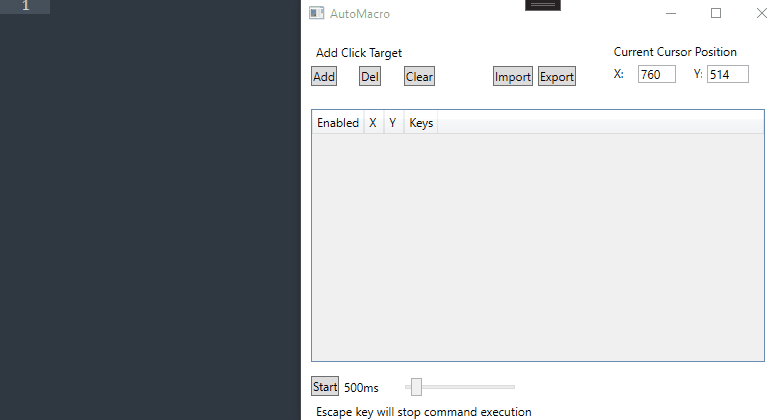 1
AutoMacro
Add Click Target
Current Cursor Position
Add Del Clear Import Export
X: 760 Y: 514
Enabled X Y Keys
Start 500ms
Escape key will stop command execution